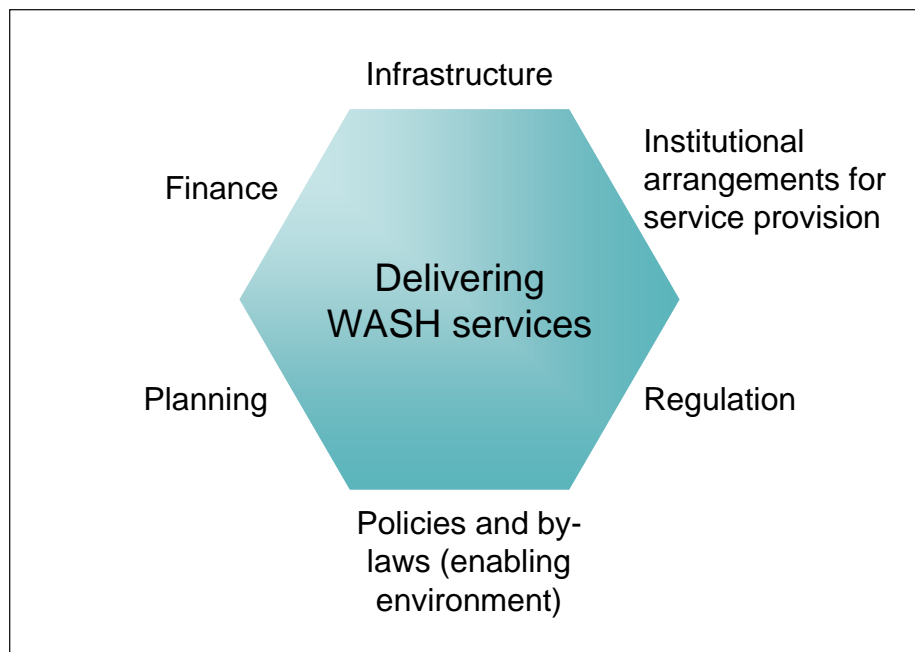 Infrastructure
Institutional
arrangements for
service provision
Finance
Delivering
WASH services
Planning
Regulation
Policies and by-
laws (enabling
environment)